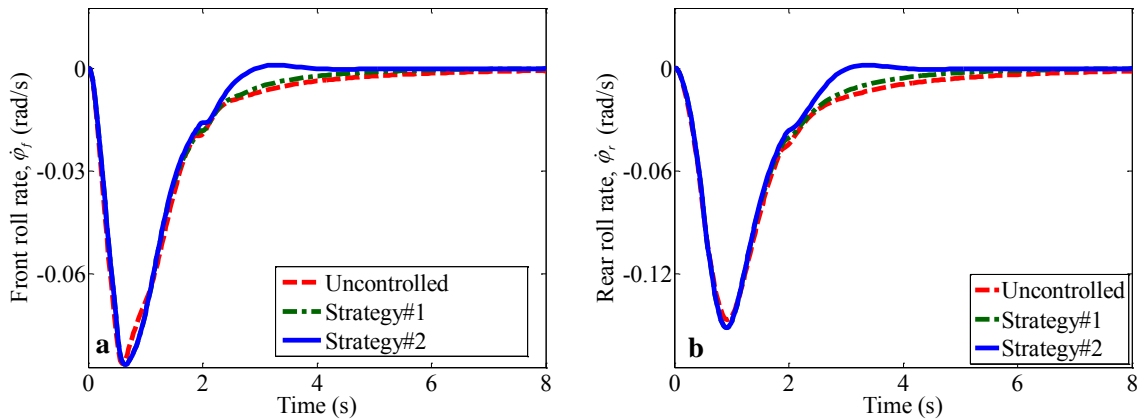 0
-0.03
-0.06
Front roll rate, φ̇_f (rad/s)
Uncontrolled
Strategy#1
Strategy#2
a
0 2 4 6 8
Time (s)
0
-0.06
-0.12
Rear roll rate, φ̇_r (rad/s)
Uncontrolled
Strategy#1
Strategy#2
b
0 2 4 6 8
Time (s)